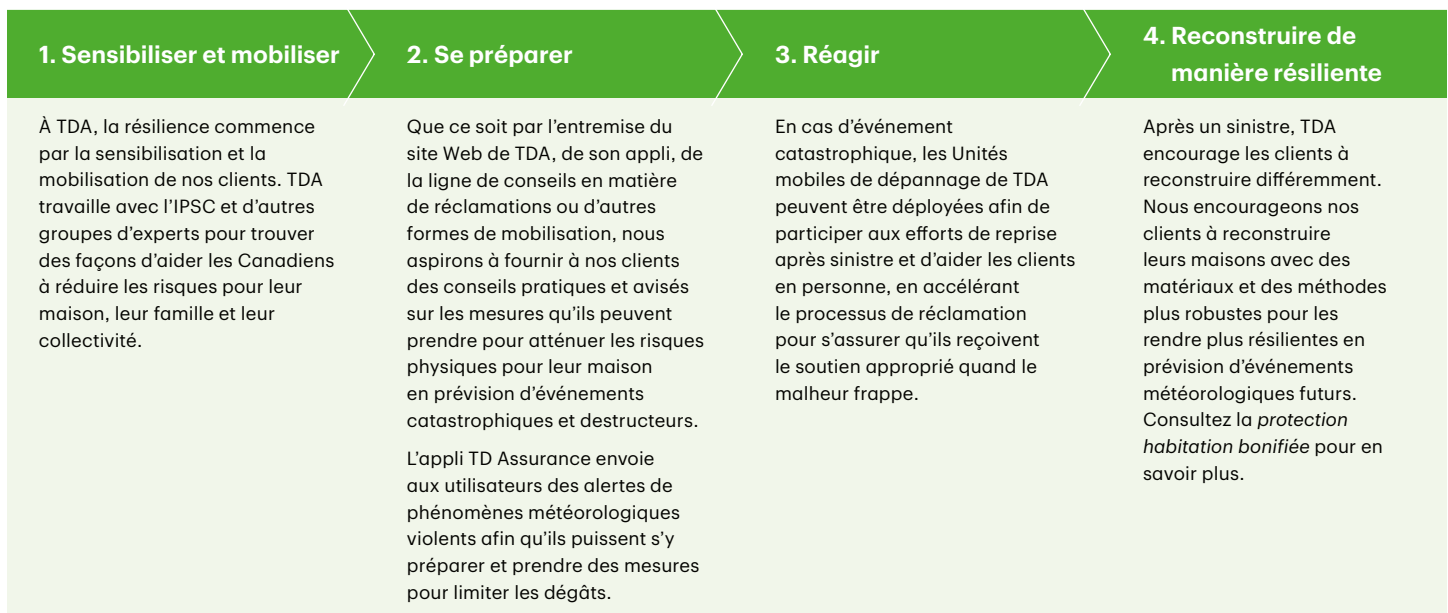 1. Sensibiliser et mobiliser
À TDA, la résilience commence
par la sensibilisation et la
mobilisation de nos clients. TDA
travaille avec l'IPSC et d'autres
groupes d'experts pour trouver
des façons d'aider les Canadiens
à réduire les risques pour leur
maison, leur famille et leur
collectivité.
2. Se préparer
Que ce soit par l'entremise du
site Web de TDA, de son appli, de
la ligne de conseils en matière
de réclamations ou d'autres
formes de mobilisation, nous
aspirons à fournir à nos clients
des conseils pratiques et avisés
sur les mesures qu'ils peuvent
prendre pour atténuer les risques
physiques pour leur maison
en prévision d'événements
catastrophiques et destructeurs.
L'appli TD Assurance envoie
aux utilisateurs des alertes de
phénomènes météorologiques
violents afin qu'ils puissent s'y
préparer et prendre des mesures
pour limiter les dégâts.
3. Réagir
En cas d'événement
catastrophique, les Unités
mobiles de dépannage de TDA
peuvent être déployées afin de
participer aux efforts de reprise
après sinistre et d'aider les clients
en personne, en accélérant
le processus de réclamation
pour s'assurer qu'ils reçoivent
le soutien approprié quand le
malheur frappe.
4. Reconstruire de
manière résiliente
Après un sinistre, TDA
encourage les clients à
reconstruire différemment.
Nous encourageons nos
clients à reconstruire
leurs maisons avec des
matériaux et des méthodes
plus robustes pour les
rendre plus résilientes en
prévision d'événements
météorologiques futurs.
Consultez la protection
habitation bonifiée pour en
savoir plus.